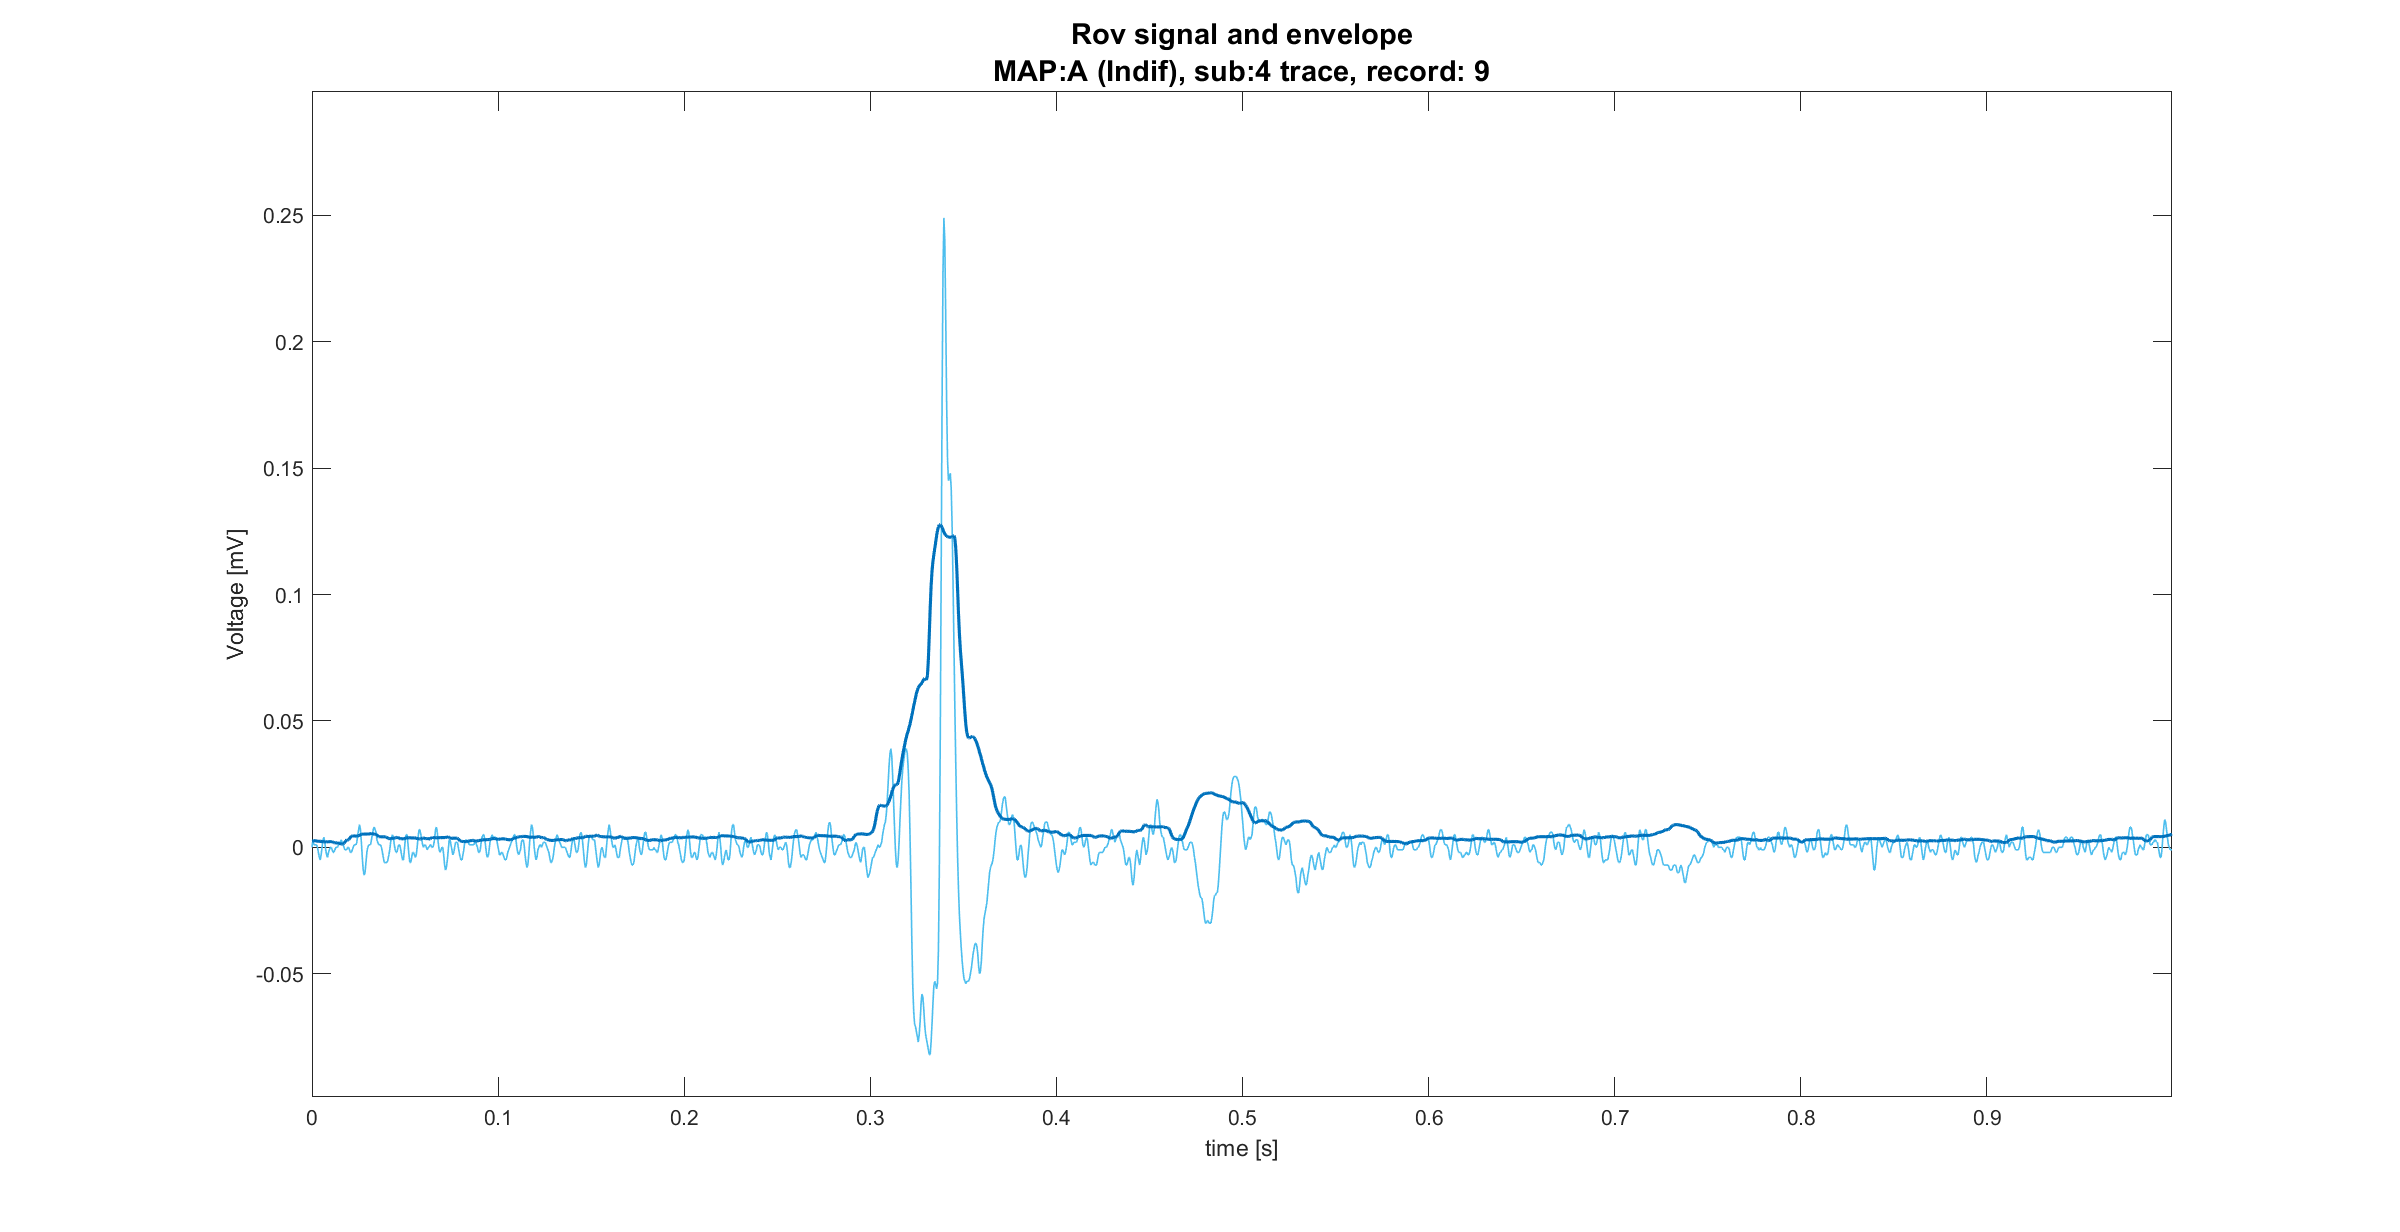 Rov signal and envelope
MAP:A (Indif), sub:4 trace, record: 9
0.25
0.2
0.15
0.1
0.05
0
-0.05
Voltage [mV]
0 0.1 0.2 0.3 0.4 0.5 0.6 0.7 0.8 0.9
time [s]